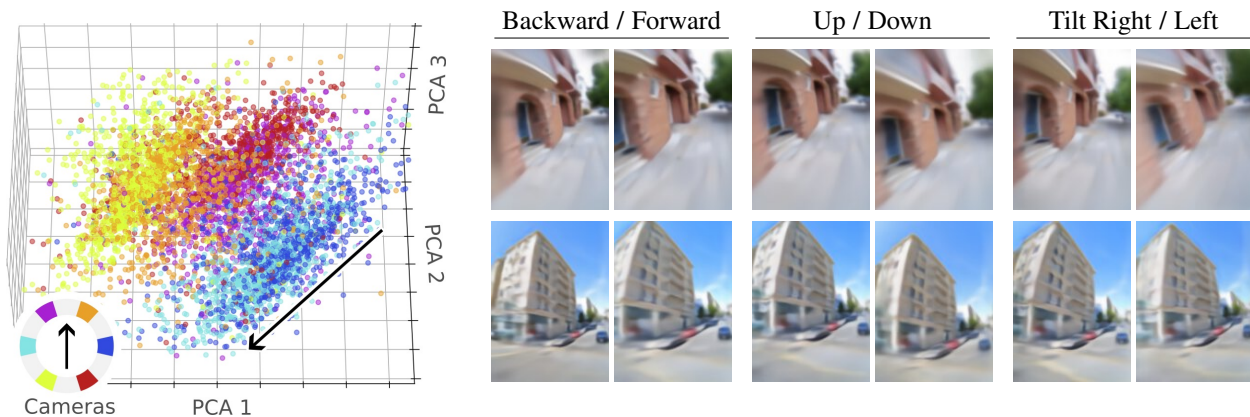 Backward / Forward
Up / Down
Tilt Right / Left
PCA 3
PCA 2
Cameras
PCA 1